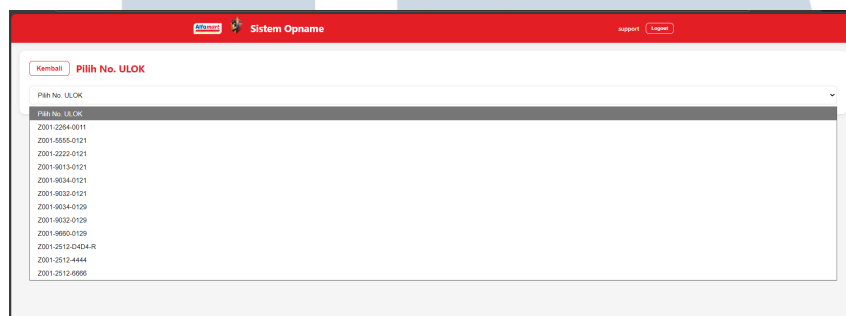 Alfamart
Sistem Opname
support
Logout
Kembali
Pilih No. ULOK
Pilih No. ULOK
Pilih No. ULOK
Z001-2264-0011
Z001-5555-0121
Z001-2222-0121
Z001-9013-0121
Z001-9034-0121
Z001-9032-0121
Z001-9034-0129
Z001-9032-0129
Z001-9660-0129
Z001-2512-D4D4-R
Z001-2512-4444
Z001-2512-6666